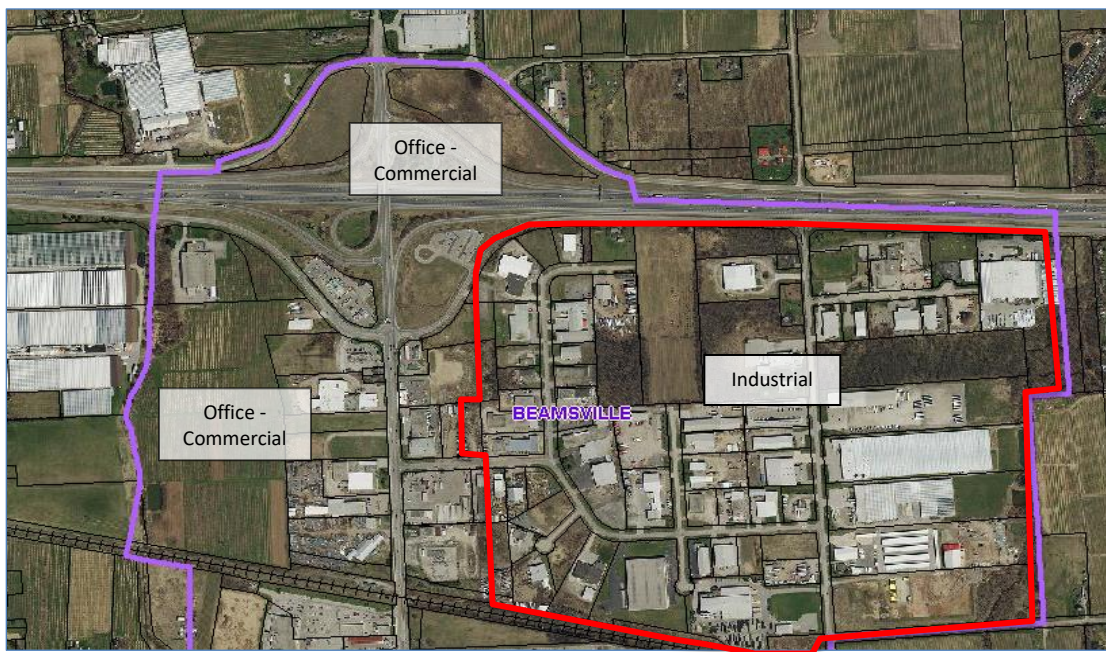 Office -
Commercial
Industrial
Office -
Commercial
BEAMSVILLE